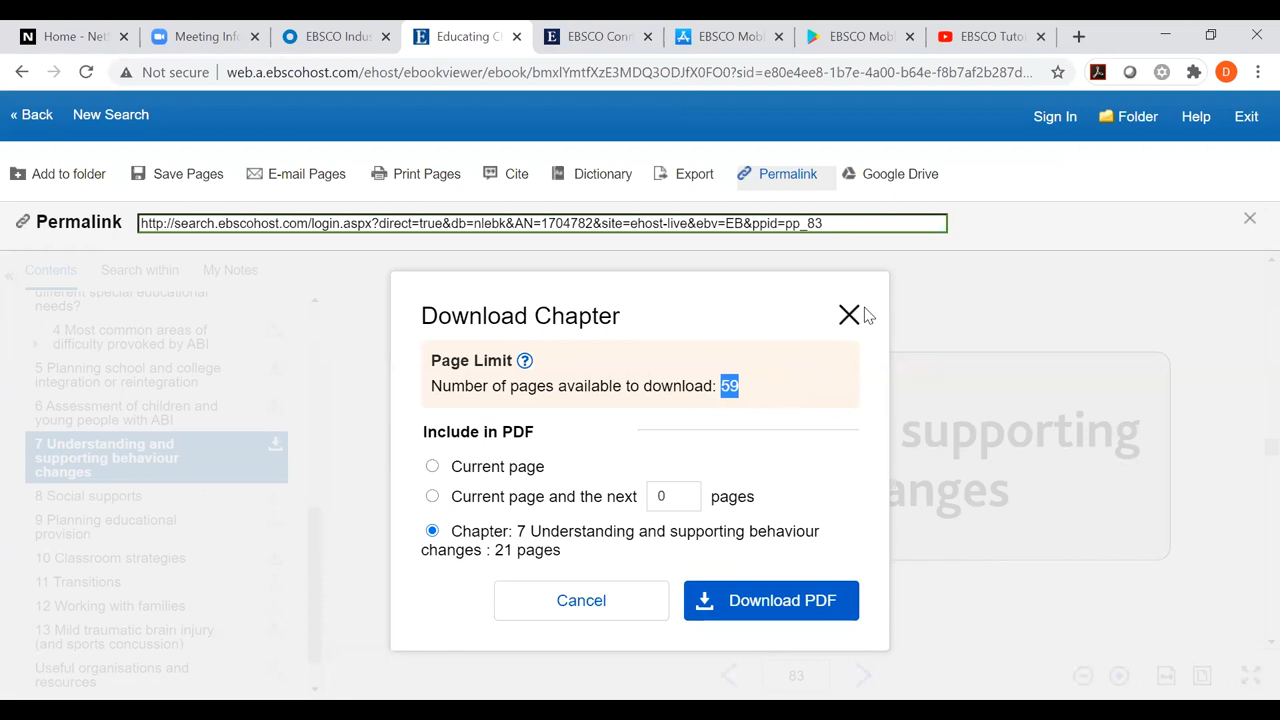 N Home - Net
Meeting Inf
EBSCO Indu
Educating C
EBSCO Con
EBSCO Mob
EBSCO Mob
EBSCO Tuto
Not secure
web.a.ebscohost.com/ehost/ebookviewer/ebook/bmxlYmtfXzE3MDQ3ODJfX0FO0?sid=e80e4ee8-1b7e-4a00-b64e-f8b7af2b287d...
D
« Back
New Search
Sign In
Folder
Help
Exit
Add to folder
Save Pages
E-mail Pages
Print Pages
Cite
Dictionary
Export
Permalink
Google Drive
Permalink
http://search.ebscohost.com/login.aspx?direct=true&db=nlebk&AN=1704782&site=ehost-live&ebv=EB&ppid=pp_83
Contents
Search within
My Notes
different special educational
needs?
4 Most common areas of
difficulty provoked by ABI
5 Planning school and college
integration or reintegration
6 Assessment of children and
young people with ABI
7 Understanding and
supporting behaviour
changes
8 Social supports
9 Planning educational
provision
10 Classroom strategies
11 Transitions
12 Working with families
13 Mild traumatic brain injury
(and sports concussion)
Useful organisations and
resources
Download Chapter
Page Limit ?
Number of pages available to download: 59
Include in PDF
Current page
Current page and the next 0 pages
Chapter: 7 Understanding and supporting behaviour
changes : 21 pages
Cancel
Download PDF
supporting
anges
83